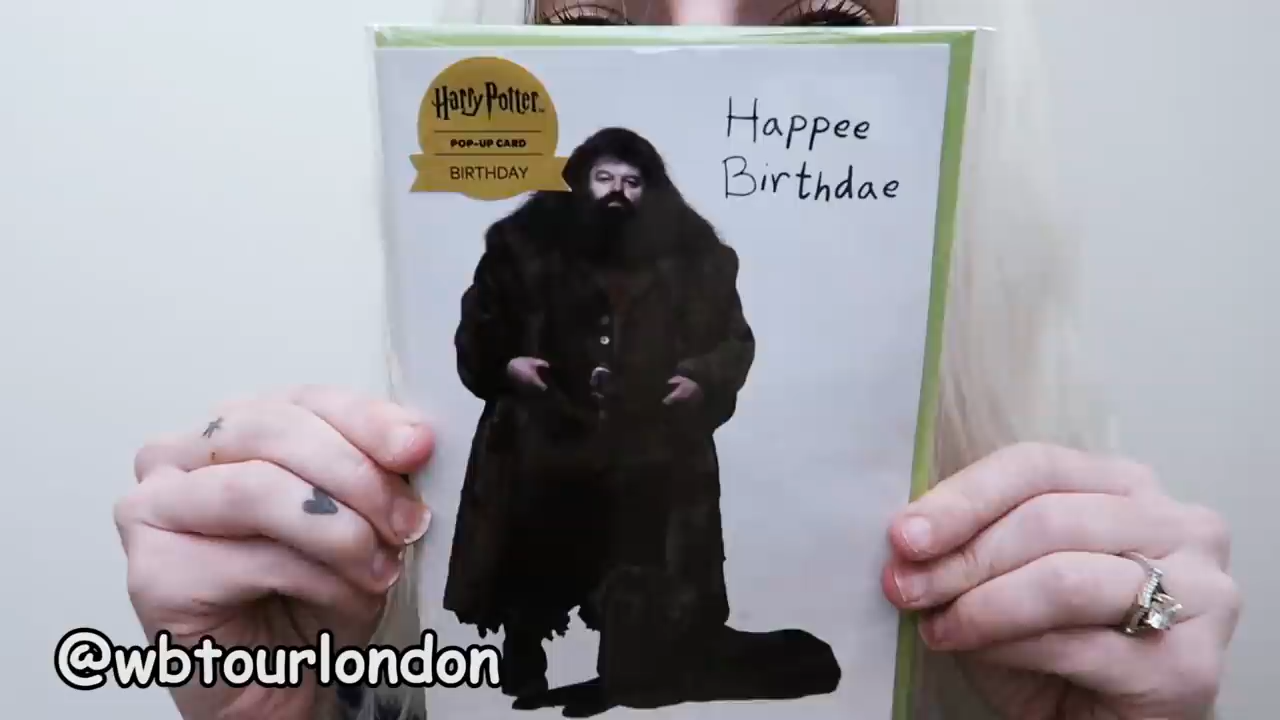 Harry Potter
POP-UP CARD
BIRTHDAY
Happee
Birthdae
@wbtourlondon